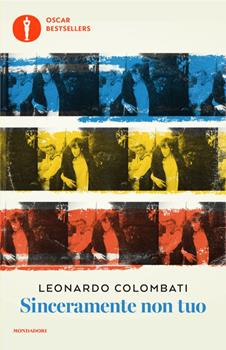 OSCAR
BESTSELLERS
LEONARDO COLOMBATI
Sinceramente non tuo
MONDADORI